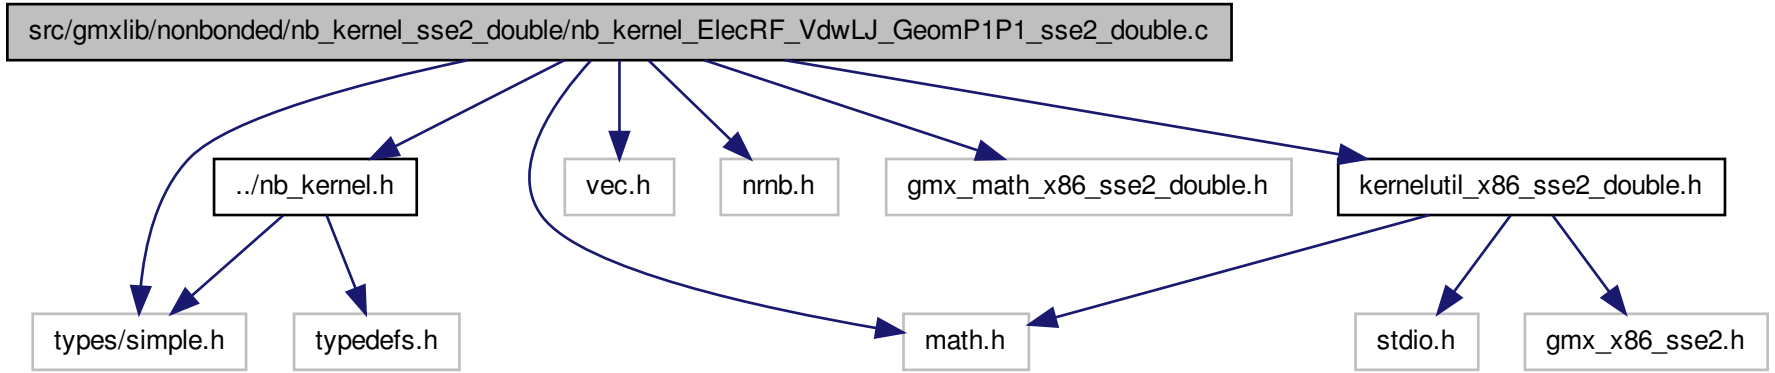 src/gmxlib/nonbonded/nb_kernel_sse2_double/nb_kernel_ElecRF_VdwLJ_GeomP1P1_sse2_double.c
../nb_kernel.h
vec.h
nrnb.h
gmx_math_x86_sse2_double.h
kernelutil_x86_sse2_double.h
types/simple.h
typedefs.h
math.h
stdio.h
gmx_x86_sse2.h